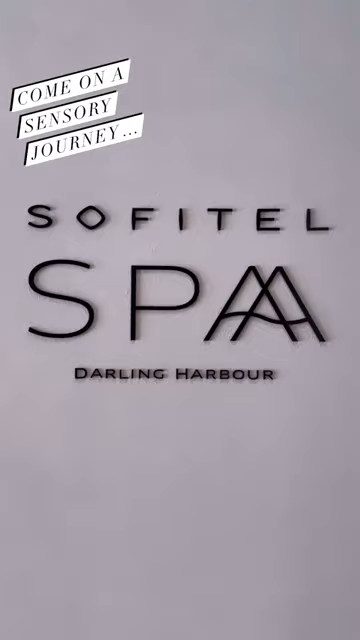 COME ON A
SENSORY
JOURNEY...
SOFITEL
SPA
DARLING HARBOUR